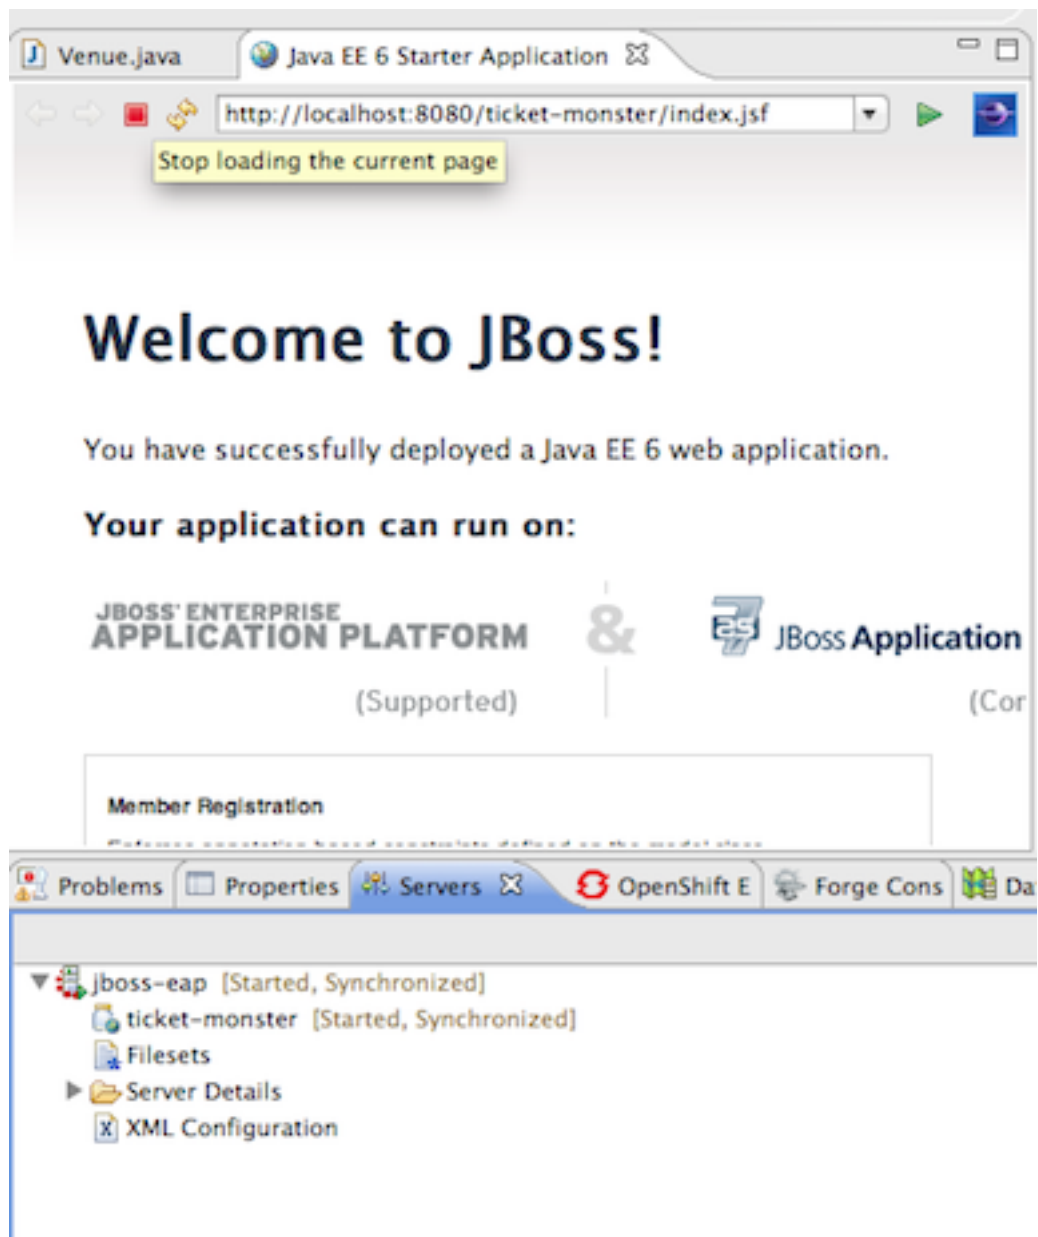 Venue.java Java EE 6 Starter Application
http://localhost:8080/ticket-monster/index.jsf
Stop loading the current page
Welcome to JBoss!
You have successfully deployed a Java EE 6 web application.
Your application can run on:
JBOSS' ENTERPRISE
APPLICATION PLATFORM
&
as7 JBoss Application
(Supported)
(Cor
Member Registration
Problems Properties Servers OpenShift E Forge Cons Da
jboss-eap [Started, Synchronized]
ticket-monster [Started, Synchronized]
Filesets
Server Details
XML Configuration